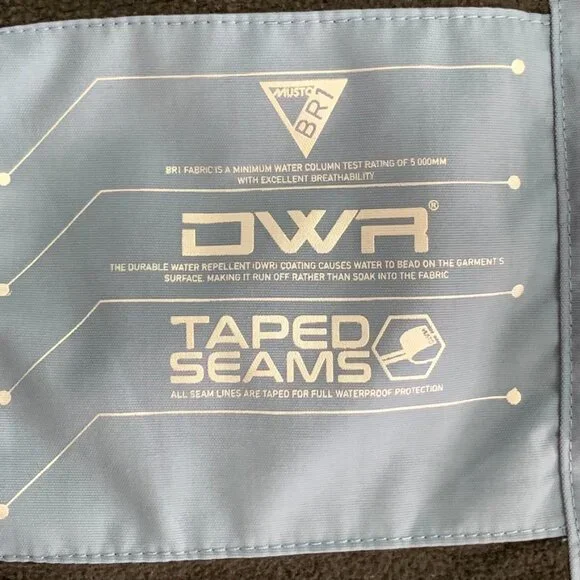 MUSTO
BR1
BR1 FABRIC IS A MINIMUM WATER COLUMN TEST RATING OF 5 000MM
WITH EXCELLENT BREATHABILITY
DWR®
THE DURABLE WATER REPELLENT (DWR) COATING CAUSES WATER TO BEAD ON THE GARMENT'S
SURFACE. MAKING IT RUN OFF RATHER THAN SOAK INTO THE FABRIC
TAPED
SEAMS
ALL SEAM LINES ARE TAPED FOR FULL WATERPROOF PROTECTION